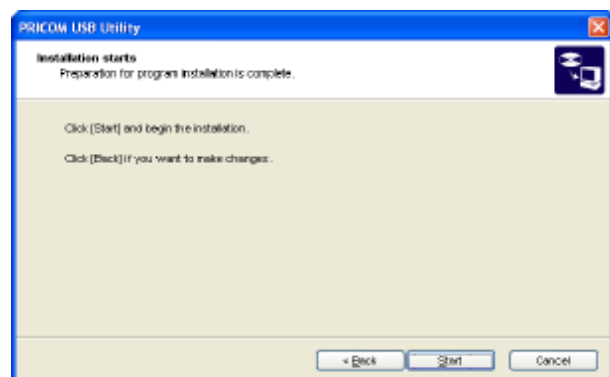 PRICOM USB Utility
Installation starts
Preparation for program installation is complete.
Click [Start] and begin the installation.
Click [Back] if you want to make changes.
< Back Start Cancel